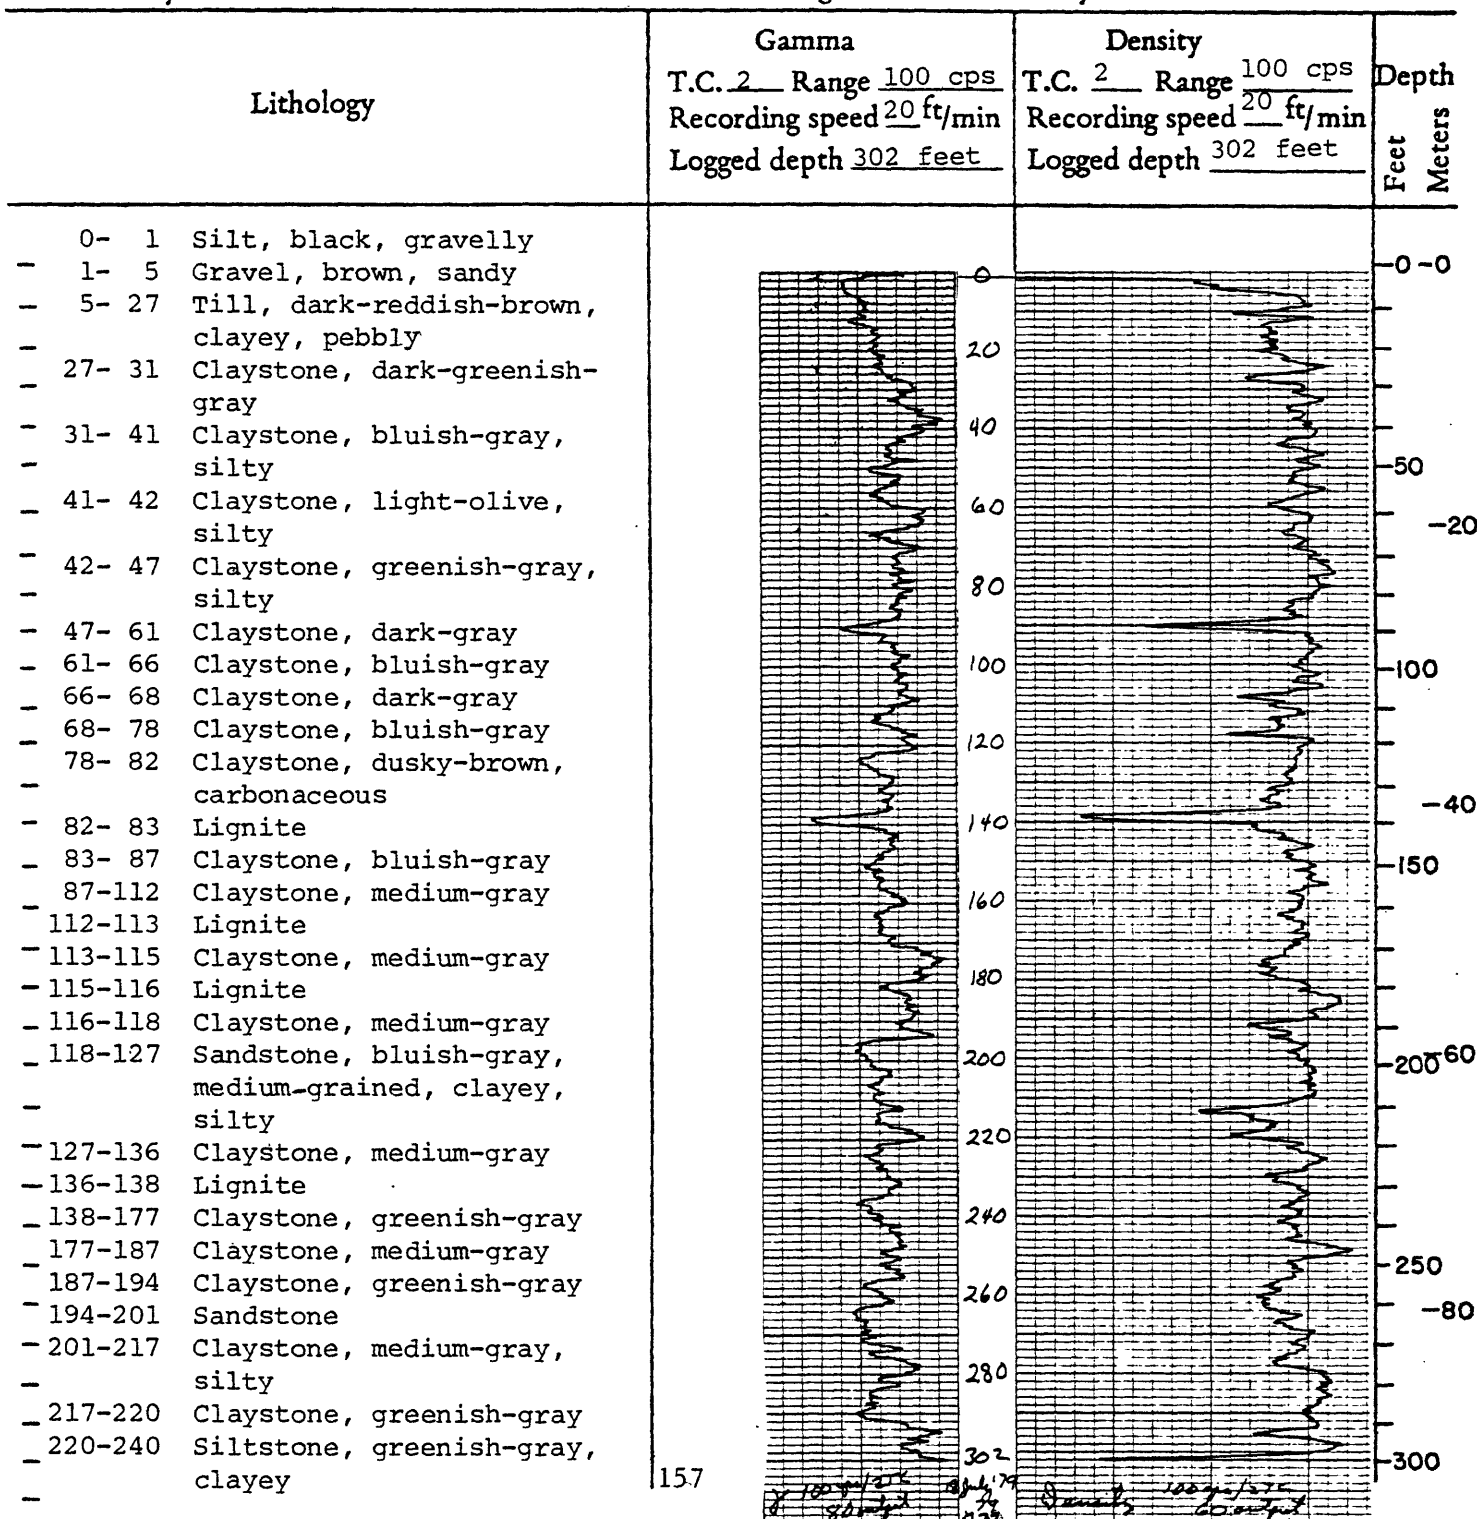 Lithology
Gamma
T.C. 2 Range 100 cps
Recording speed 20 ft/min
Logged depth 302 feet
Density
T.C. 2 Range 100 cps
Recording speed 20 ft/min
Logged depth 302 feet
Depth
Feet
Meters
0- 1 Silt, black, gravelly
1- 5 Gravel, brown, sandy
5- 27 Till, dark-reddish-brown,
clayey, pebbly
27- 31 Claystone, dark-greenish-
gray
31- 41 Claystone, bluish-gray,
silty
41- 42 Claystone, light-olive,
silty
42- 47 Claystone, greenish-gray,
silty
47- 61 Claystone, dark-gray
61- 66 Claystone, bluish-gray
66- 68 Claystone, dark-gray
68- 78 Claystone, bluish-gray
78- 82 Claystone, dusky-brown,
carbonaceous
82- 83 Lignite
83- 87 Claystone, bluish-gray
87-112 Claystone, medium-gray
112-113 Lignite
113-115 Claystone, medium-gray
115-116 Lignite
116-118 Claystone, medium-gray
118-127 Sandstone, bluish-gray,
medium-grained, clayey,
silty
127-136 Claystone, medium-gray
136-138 Lignite
138-177 Claystone, greenish-gray
177-187 Claystone, medium-gray
187-194 Claystone, greenish-gray
194-201 Sandstone
201-217 Claystone, medium-gray,
silty
217-220 Claystone, greenish-gray
220-240 Siltstone, greenish-gray,
clayey
157
0
20
40
60
80
100
120
140
160
180
200
220
240
260
280
302
18 July '79
80 output
Density
60 output
0 -0
50
-20
100
-40
150
200
-60
250
-80
300